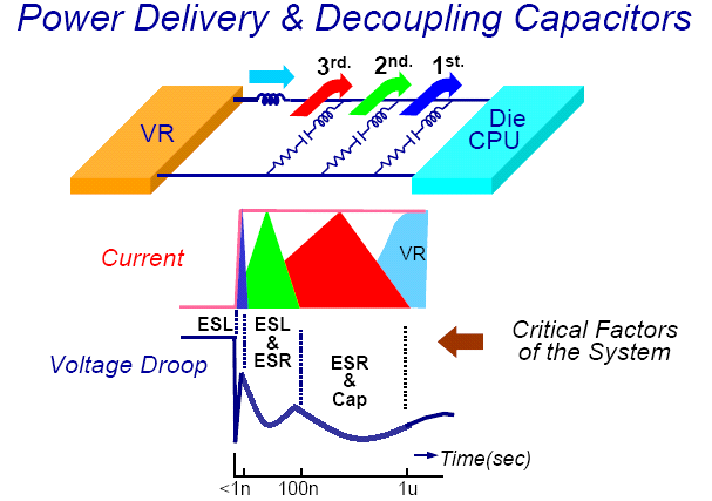 Power Delivery & Decoupling Capacitors
3rd. 2nd. 1st.
VR
Die
CPU
Current
VR
ESL
ESL
&
ESR
ESR
&
Cap
Critical Factors
of the System
Voltage Droop
Time(sec)
<1n 100n 1u